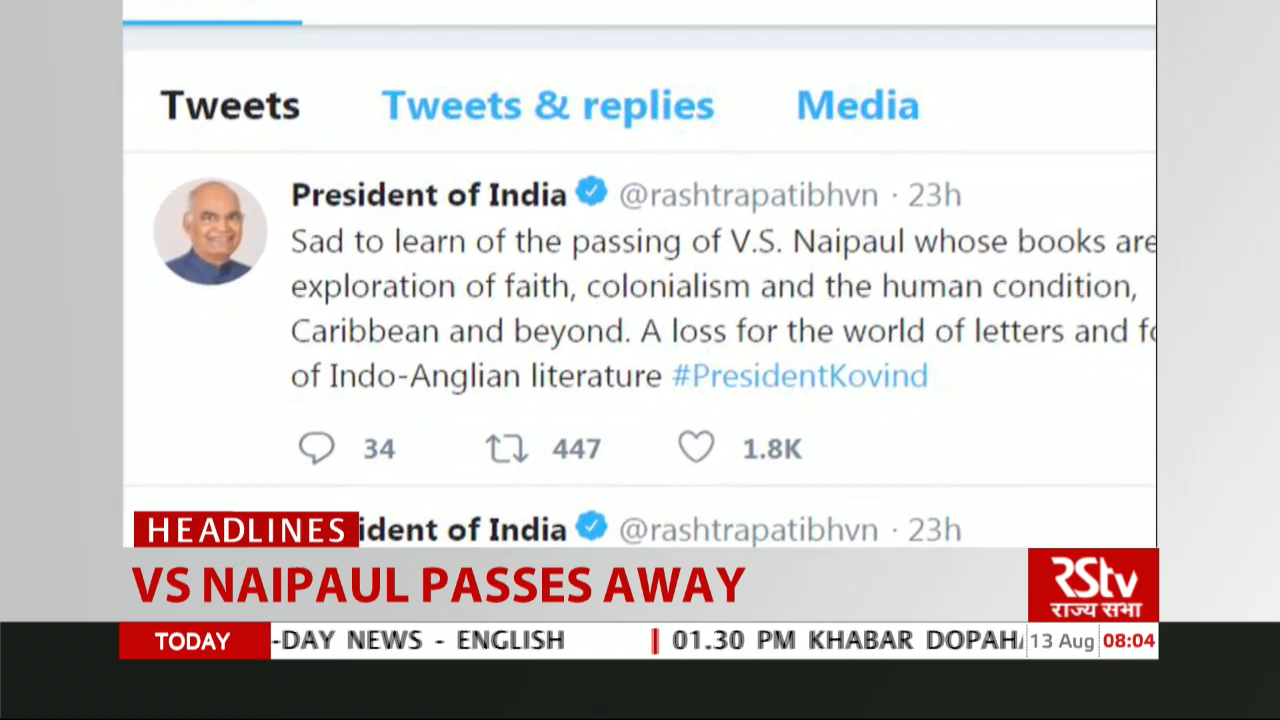 Tweets Tweets & replies Media
President of India @rashtrapatibhvn · 23h
Sad to learn of the passing of V.S. Naipaul whose books are
exploration of faith, colonialism and the human condition,
Caribbean and beyond. A loss for the world of letters and
of Indo-Anglian literature #PresidentKovind
34 447 1.8K
of India @rashtrapatibhvn · 23h
HEADLINES
VS NAIPAUL PASSES AWAY
RStv
राज्य सभा
TODAY -DAY NEWS - ENGLISH 01.30 PM KHABAR 13 Aug 08:04